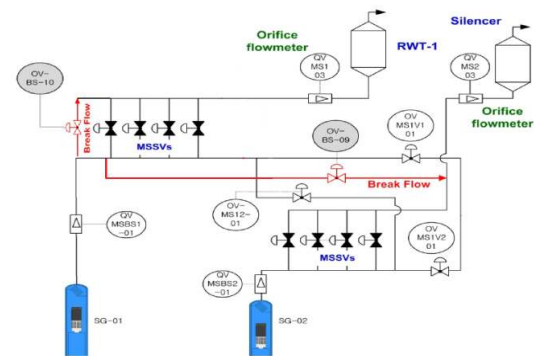 Silencer
Orifice
flowmeter
RWT-1
QV
MS1
03
QV
MS2
03
Orifice
flowmeter
OV-
BS-10
Break Flow
MSSVs
OV-
BS-09
OV
MS1V1
01
Break Flow
OV-
MS12-
01
QV
MSBS1
-01
OV
MS1V2
01
MSSVs
QV
MSBS2
-01
SG-01
SG-02